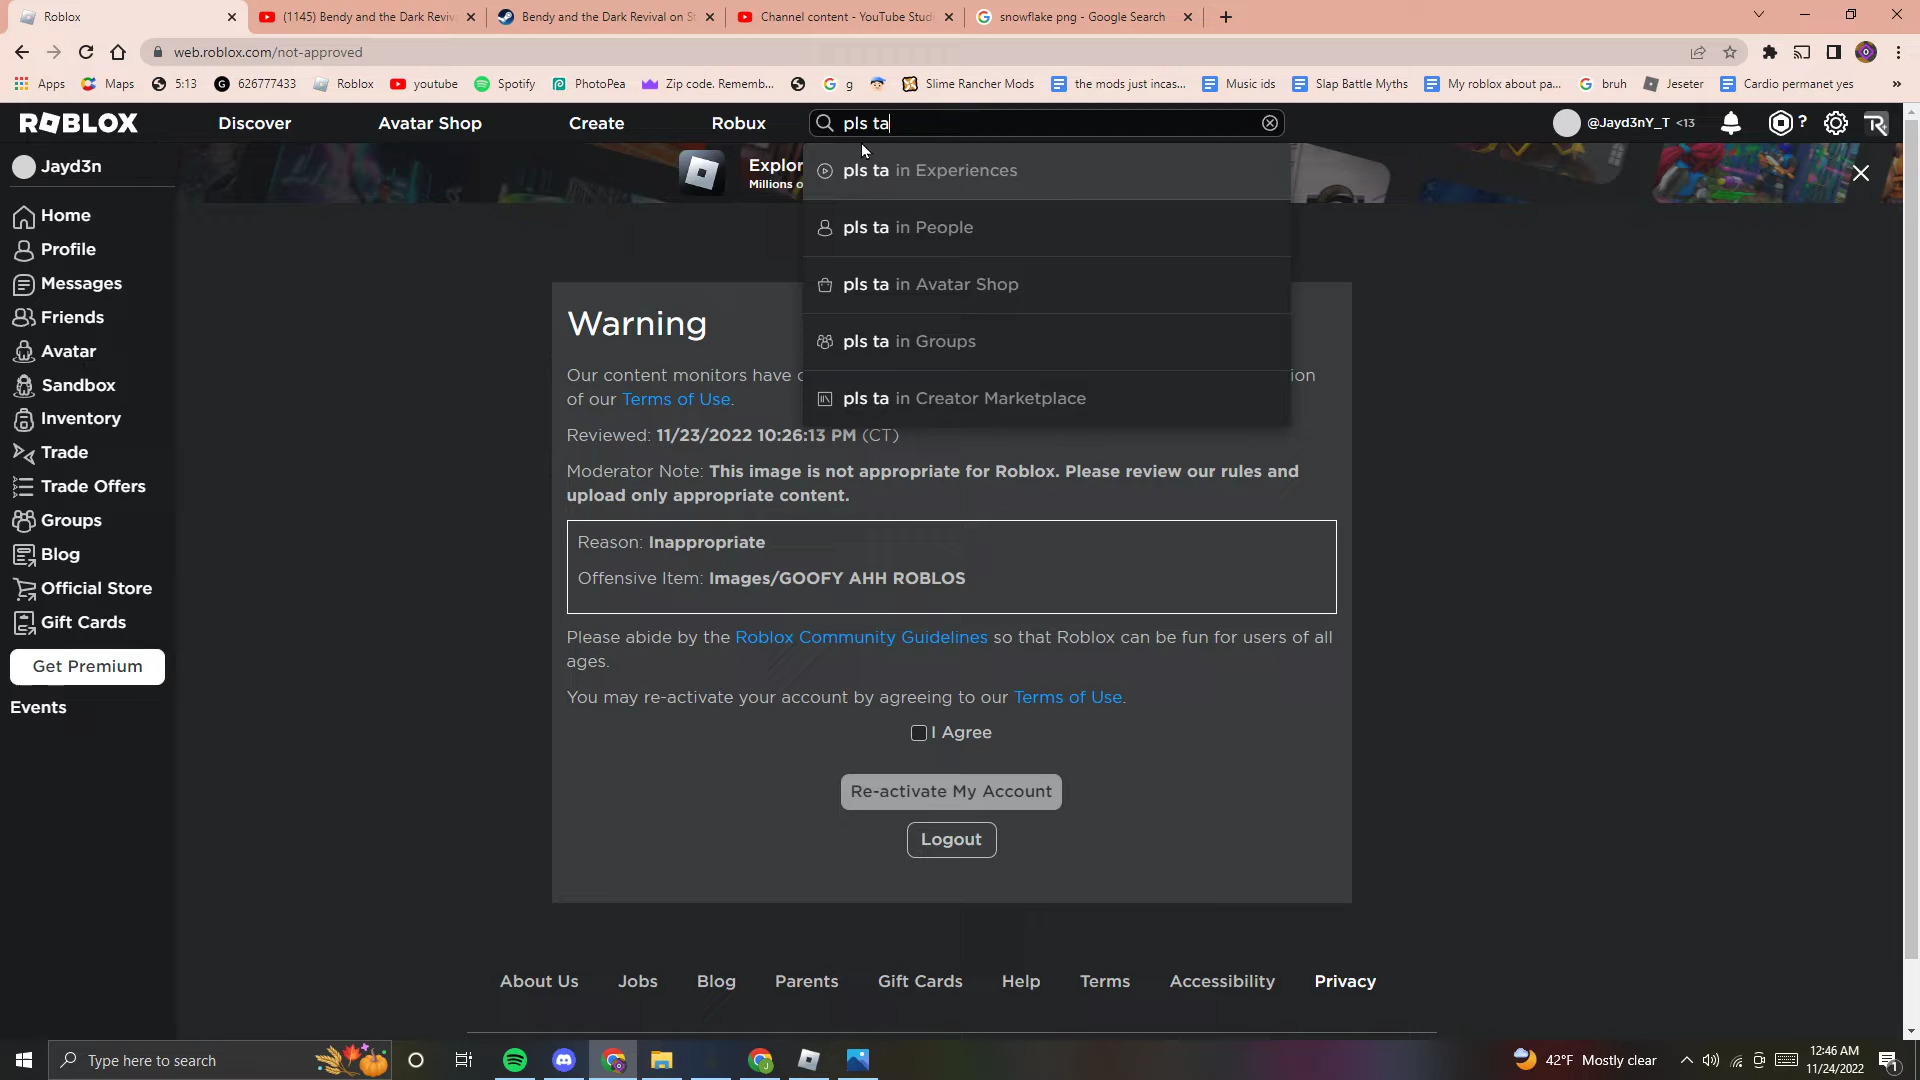 Roblox
(1145) Bendy and the Dark Reviv
Bendy and the Dark Revival on St
Channel content - YouTube Stud
snowflake png - Google Search
web.roblox.com/not-approved
Apps
Maps
5:13
626777433
Roblox
youtube
Spotify
PhotoPea
Zip code. Rememb...
g
Slime Rancher Mods
the mods just incas...
Music ids
Slap Battle Myths
My roblox about pa...
bruh
Jeseter
Cardio permanet yes
»
ROBLOX
Discover
Avatar Shop
Create
Robux
pls ta
@Jayd3nY_T <13
?
Jayd3n
Explor
Millions o
pls ta in Experiences
pls ta in People
pls ta in Avatar Shop
pls ta in Groups
pls ta in Creator Marketplace
Home
Profile
Messages
Friends
Avatar
Sandbox
Inventory
Trade
Trade Offers
Groups
Blog
Official Store
Gift Cards
Get Premium
Events
Warning
Our content monitors have ion
of our Terms of Use.
Reviewed: 11/23/2022 10:26:13 PM (CT)
Moderator Note: This image is not appropriate for Roblox. Please review our rules and
upload only appropriate content.
Reason: Inappropriate
Offensive Item: Images/GOOFY AHH ROBLOS
Please abide by the Roblox Community Guidelines so that Roblox can be fun for users of all
ages.
You may re-activate your account by agreeing to our Terms of Use.
I Agree
Re-activate My Account
Logout
About Us
Jobs
Blog
Parents
Gift Cards
Help
Terms
Accessibility
Privacy
Type here to search
42°F Mostly clear
12:46 AM
11/24/2022
1